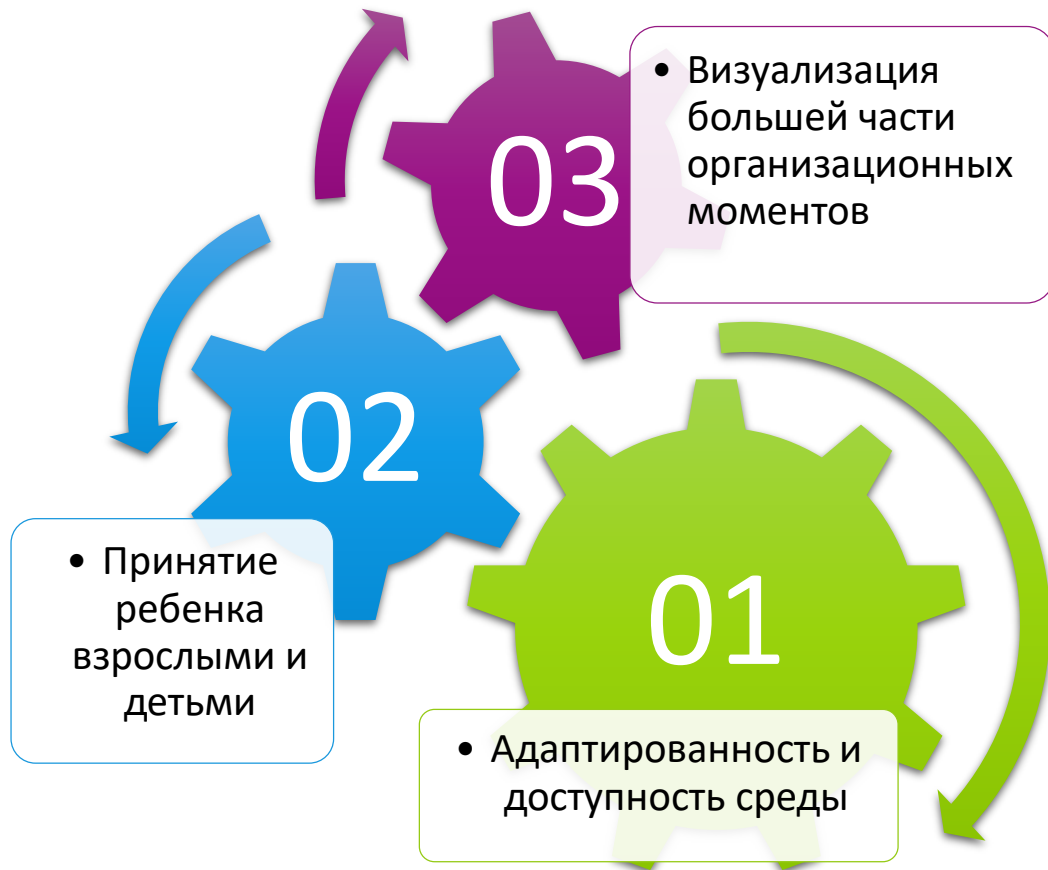 03
• Визуализация
большей части
организационных
моментов
02
• Принятие
ребенка
взрослыми и
детьми
01
• Адаптированность и
доступность среды